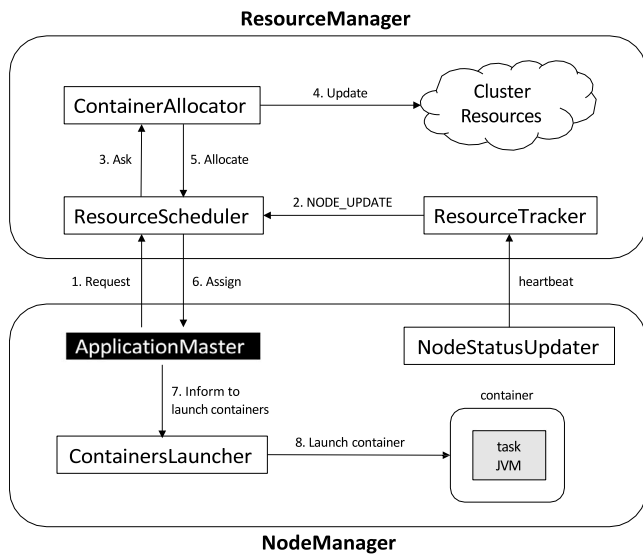 ResourceManager
ContainerAllocator
4. Update
Cluster
Resources
3. Ask
5. Allocate
ResourceScheduler
2. NODE_UPDATE
ResourceTracker
1. Request
6. Assign
heartbeat
ApplicationMaster
NodeStatusUpdater
7. Inform to
launch containers
container
ContainersLauncher
8. Launch container
task
JVM
NodeManager